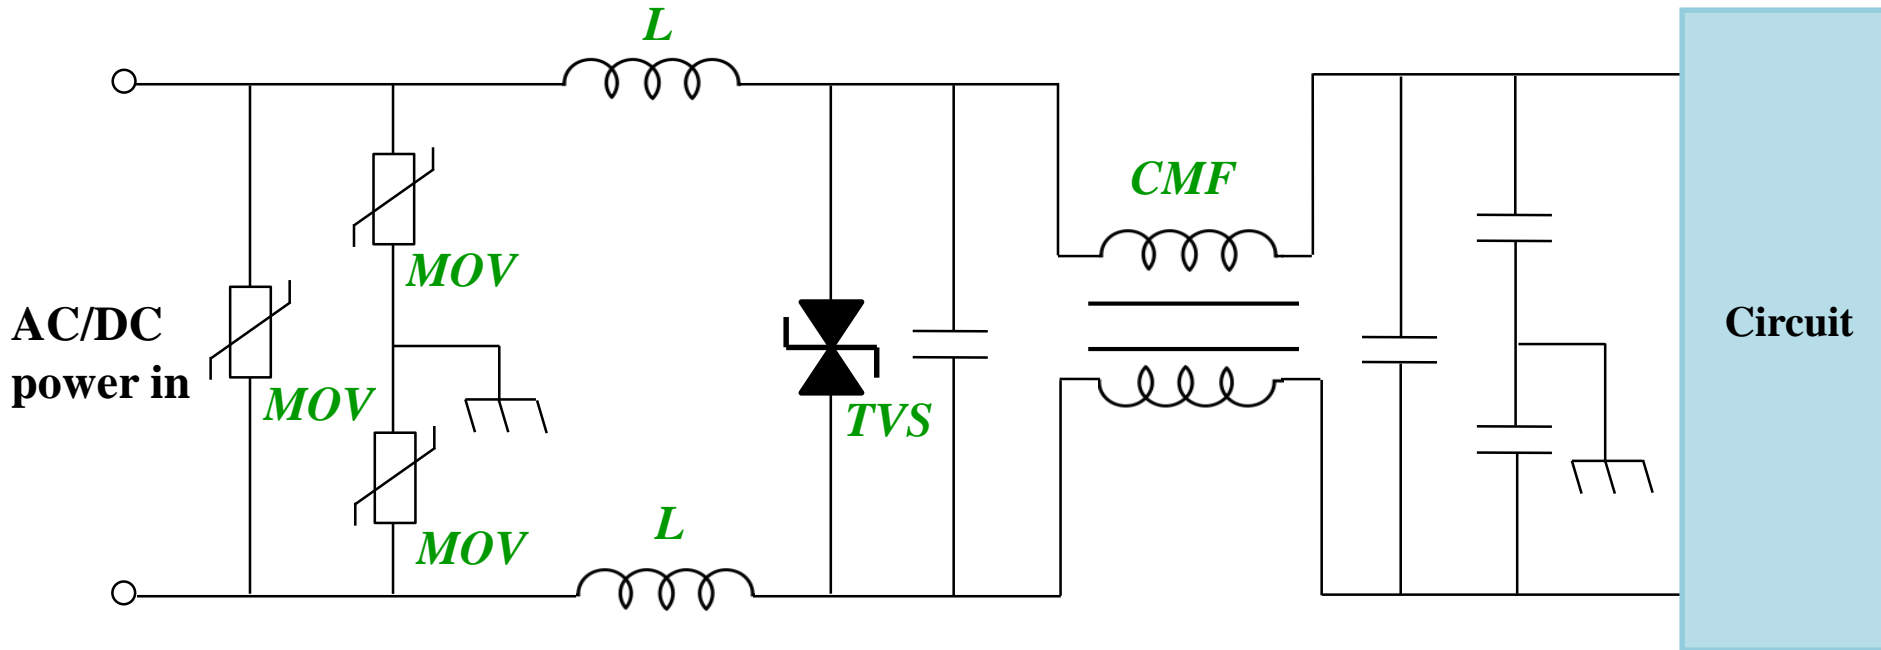 L
CMF
MOV
AC/DC
power in
MOV
TVS
Circuit
L
MOV